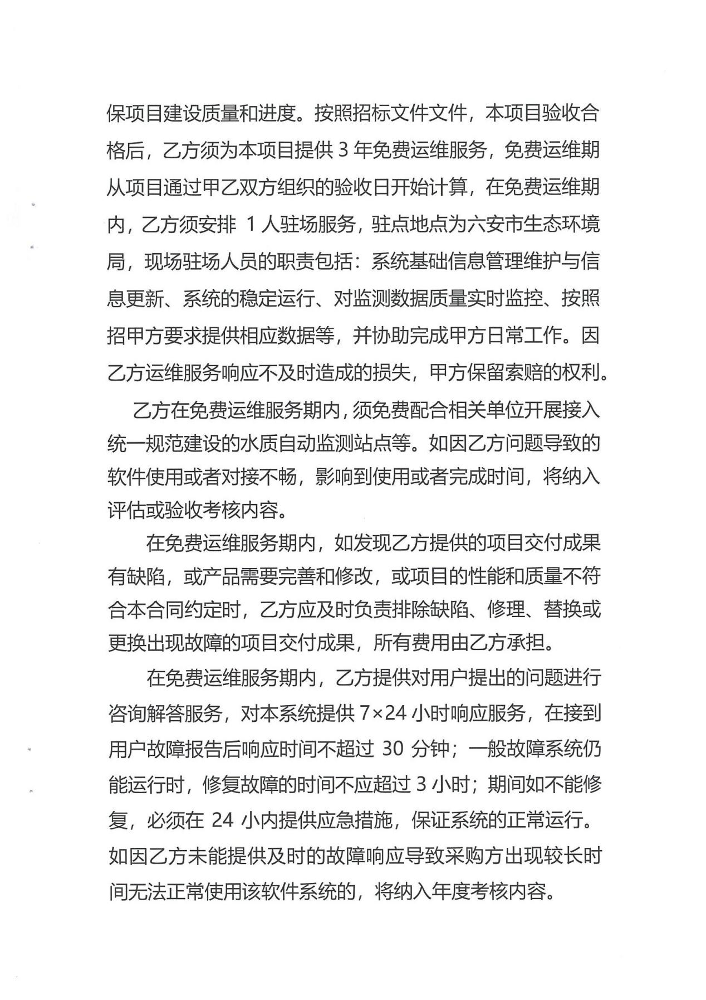 保项目建设质量和进度。按照招标文件文件，本项目验收合
格后，乙方须为本项目提供 3 年免费运维服务，免费运维期
从项目通过甲乙双方组织的验收日开始计算，在免费运维期
内，乙方须安排 1 人驻场服务，驻点地点为六安市生态环境
局，现场驻场人员的职责包括：系统基础信息管理维护与信
息更新、系统的稳定运行、对监测数据质量实时监控、按照
招甲方要求提供相应数据等，并协助完成甲方日常工作。因
乙方运维服务响应不及时造成的损失，甲方保留索赔的权利。
乙方在免费运维服务期内，须免费配合相关单位开展接入
统一规范建设的水质自动监测站点等。如因乙方问题导致的
软件使用或者对接不畅，影响到使用或者完成时间，将纳入
评估或验收考核内容。
在免费运维服务期内，如发现乙方提供的项目交付成果
有缺陷，或产品需要完善和修改，或项目的性能和质量不符
合本合同约定时，乙方应及时负责排除缺陷、修理、替换或
更换出现故障的项目交付成果，所有费用由乙方承担。
在免费运维服务期内，乙方提供对用户提出的问题进行
咨询解答服务，对本系统提供 7×24 小时响应服务，在接到
用户故障报告后响应时间不超过 30 分钟；一般故障系统仍
能运行时，修复故障的时间不应超过 3 小时；期间如不能修
复，必须在 24 小内提供应急措施，保证系统的正常运行。
如因乙方未能提供及时的故障响应导致采购方出现较长时
间无法正常使用该软件系统的，将纳入年度考核内容。